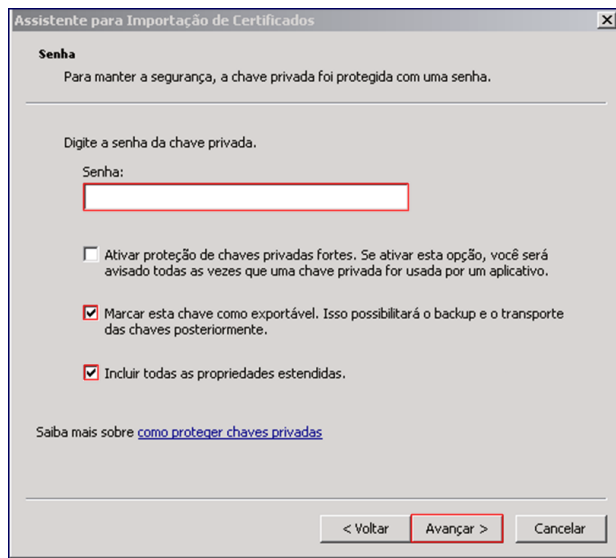 Assistente para Importação de Certificados
Senha
Para manter a segurança, a chave privada foi protegida com uma senha.
Digite a senha da chave privada.
Senha:
Ativar proteção de chaves privadas fortes. Se ativar esta opção, você será
avisado todas as vezes que uma chave privada for usada por um aplicativo.
Marcar esta chave como exportável. Isso possibilitará o backup e o transporte
das chaves posteriormente.
Incluir todas as propriedades estendidas.
Saiba mais sobre como proteger chaves privadas
< Voltar Avançar > Cancelar